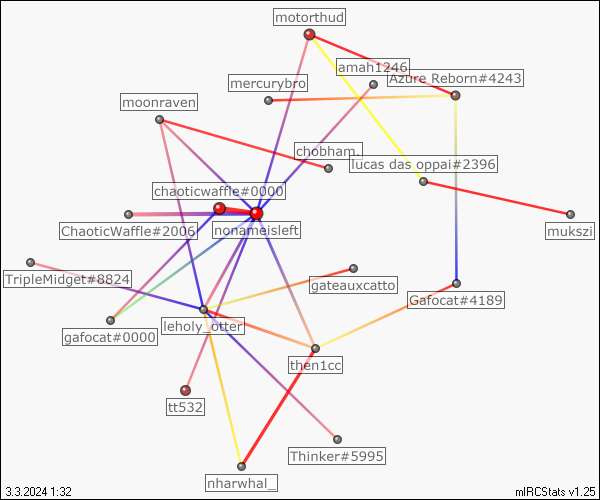 motorthud
amah1246
Azure Reborn#4243
mercurybro
moonraven
chobham.
lucas das oppai#2396
chaoticwaffle#0000
ChaoticWaffle#2006
nonameisleft
mukszi
TripleMidget#8824
gateauxcatto
Gafocat#4189
gafocat#0000
leholy_otter
then1cc
tt532
Thinker#5995
nharwhal_
3.3.2024 1:32
mIRCStats v1.25